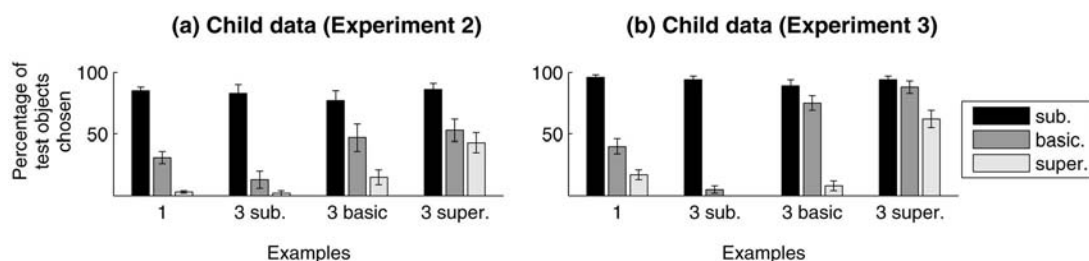 (a) Child data (Experiment 2)
(b) Child data (Experiment 3)
Percentage of
test objects
chosen
100
50
1 3 sub. 3 basic 3 super.
Examples
100
50
1 3 sub. 3 basic 3 super.
Examples
sub.
basic.
super.